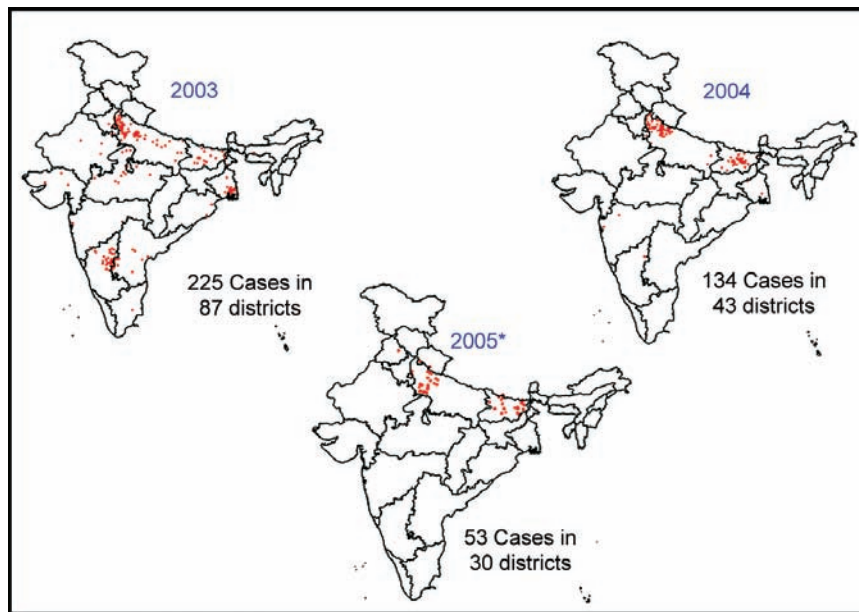 2003
225 Cases in
87 districts
2004
134 Cases in
43 districts
2005*
53 Cases in
30 districts